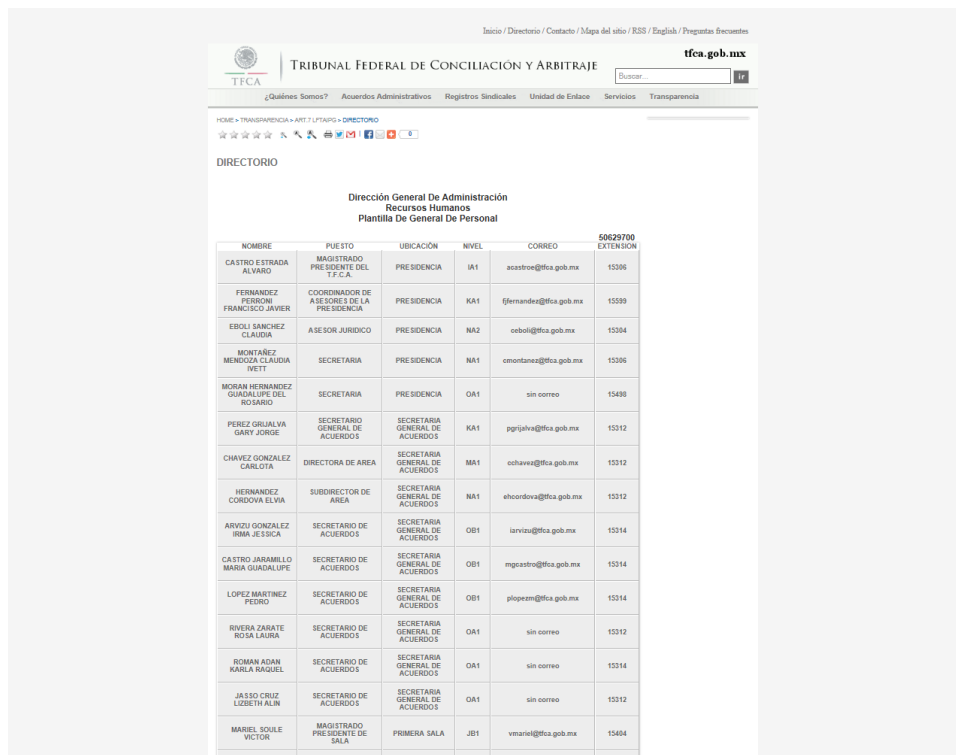 Inicio / Directorio / Contacto / Mapa del sitio / RSS / English / Preguntas frecuentes
tfca.gob.mx
TFCA
TRIBUNAL FEDERAL DE CONCILIACIÓN Y ARBITRAJE
Buscar...
ir
¿Quiénes Somos? Acuerdos Administrativos Registros Sindicales Unidad de Enlace Servicios Transparencia
HOME > TRANSPARENCIA > ART.7 LFTAIPG > DIRECTORIO
0
DIRECTORIO
Dirección General De Administración
Recursos Humanos
Plantilla De General De Personal
50629700
NOMBRE PUESTO UBICACIÓN NIVEL CORREO EXTENSION
CASTRO ESTRADA ALVARO MAGISTRADO PRESIDENTE DEL T.F.C.A. PRESIDENCIA IA1 acastroe@tfca.gob.mx 15306
FERNANDEZ PERRONI FRANCISCO JAVIER COORDINADOR DE ASESORES DE LA PRESIDENCIA PRESIDENCIA KA1 fjfernandez@tfca.gob.mx 15599
EBOLI SANCHEZ CLAUDIA ASESOR JURIDICO PRESIDENCIA NA2 ceboli@tfca.gob.mx 15304
MONTAÑEZ MENDOZA CLAUDIA IVETT SECRETARIA PRESIDENCIA NA1 cmontanez@tfca.gob.mx 15306
MORAN HERNANDEZ GUADALUPE DEL ROSARIO SECRETARIA PRESIDENCIA OA1 sin correo 15498
PEREZ GRIJALVA GARY JORGE SECRETARIO GENERAL DE ACUERDOS SECRETARIA GENERAL DE ACUERDOS KA1 pgrijalva@tfca.gob.mx 15312
CHAVEZ GONZALEZ CARLOTA DIRECTORA DE AREA SECRETARIA GENERAL DE ACUERDOS MA1 cchavez@tfca.gob.mx 15312
HERNANDEZ CORDOVA ELVIA SUBDIRECTOR DE AREA SECRETARIA GENERAL DE ACUERDOS NA1 ehcordova@tfca.gob.mx 15312
ARVIZU GONZALEZ IRMA JESSICA SECRETARIO DE ACUERDOS SECRETARIA GENERAL DE ACUERDOS OB1 iarvizu@tfca.gob.mx 15314
CASTRO JARAMILLO MARIA GUADALUPE SECRETARIO DE ACUERDOS SECRETARIA GENERAL DE ACUERDOS OB1 mgcastro@tfca.gob.mx 15314
LOPEZ MARTINEZ PEDRO SECRETARIO DE ACUERDOS SECRETARIA GENERAL DE ACUERDOS OB1 plopezm@tfca.gob.mx 15314
RIVERA ZARATE ROSA LAURA SECRETARIO DE ACUERDOS SECRETARIA GENERAL DE ACUERDOS OA1 sin correo 15312
ROMAN ADAN KARLA RAQUEL SECRETARIO DE ACUERDOS SECRETARIA GENERAL DE ACUERDOS OA1 sin correo 15314
JASSO CRUZ LIZBETH ALIN SECRETARIO DE ACUERDOS SECRETARIA GENERAL DE ACUERDOS OA1 sin correo 15312
MARIEL SOULE VICTOR MAGISTRADO PRESIDENTE DE SALA PRIMERA SALA JB1 vmariel@tfca.gob.mx 15404